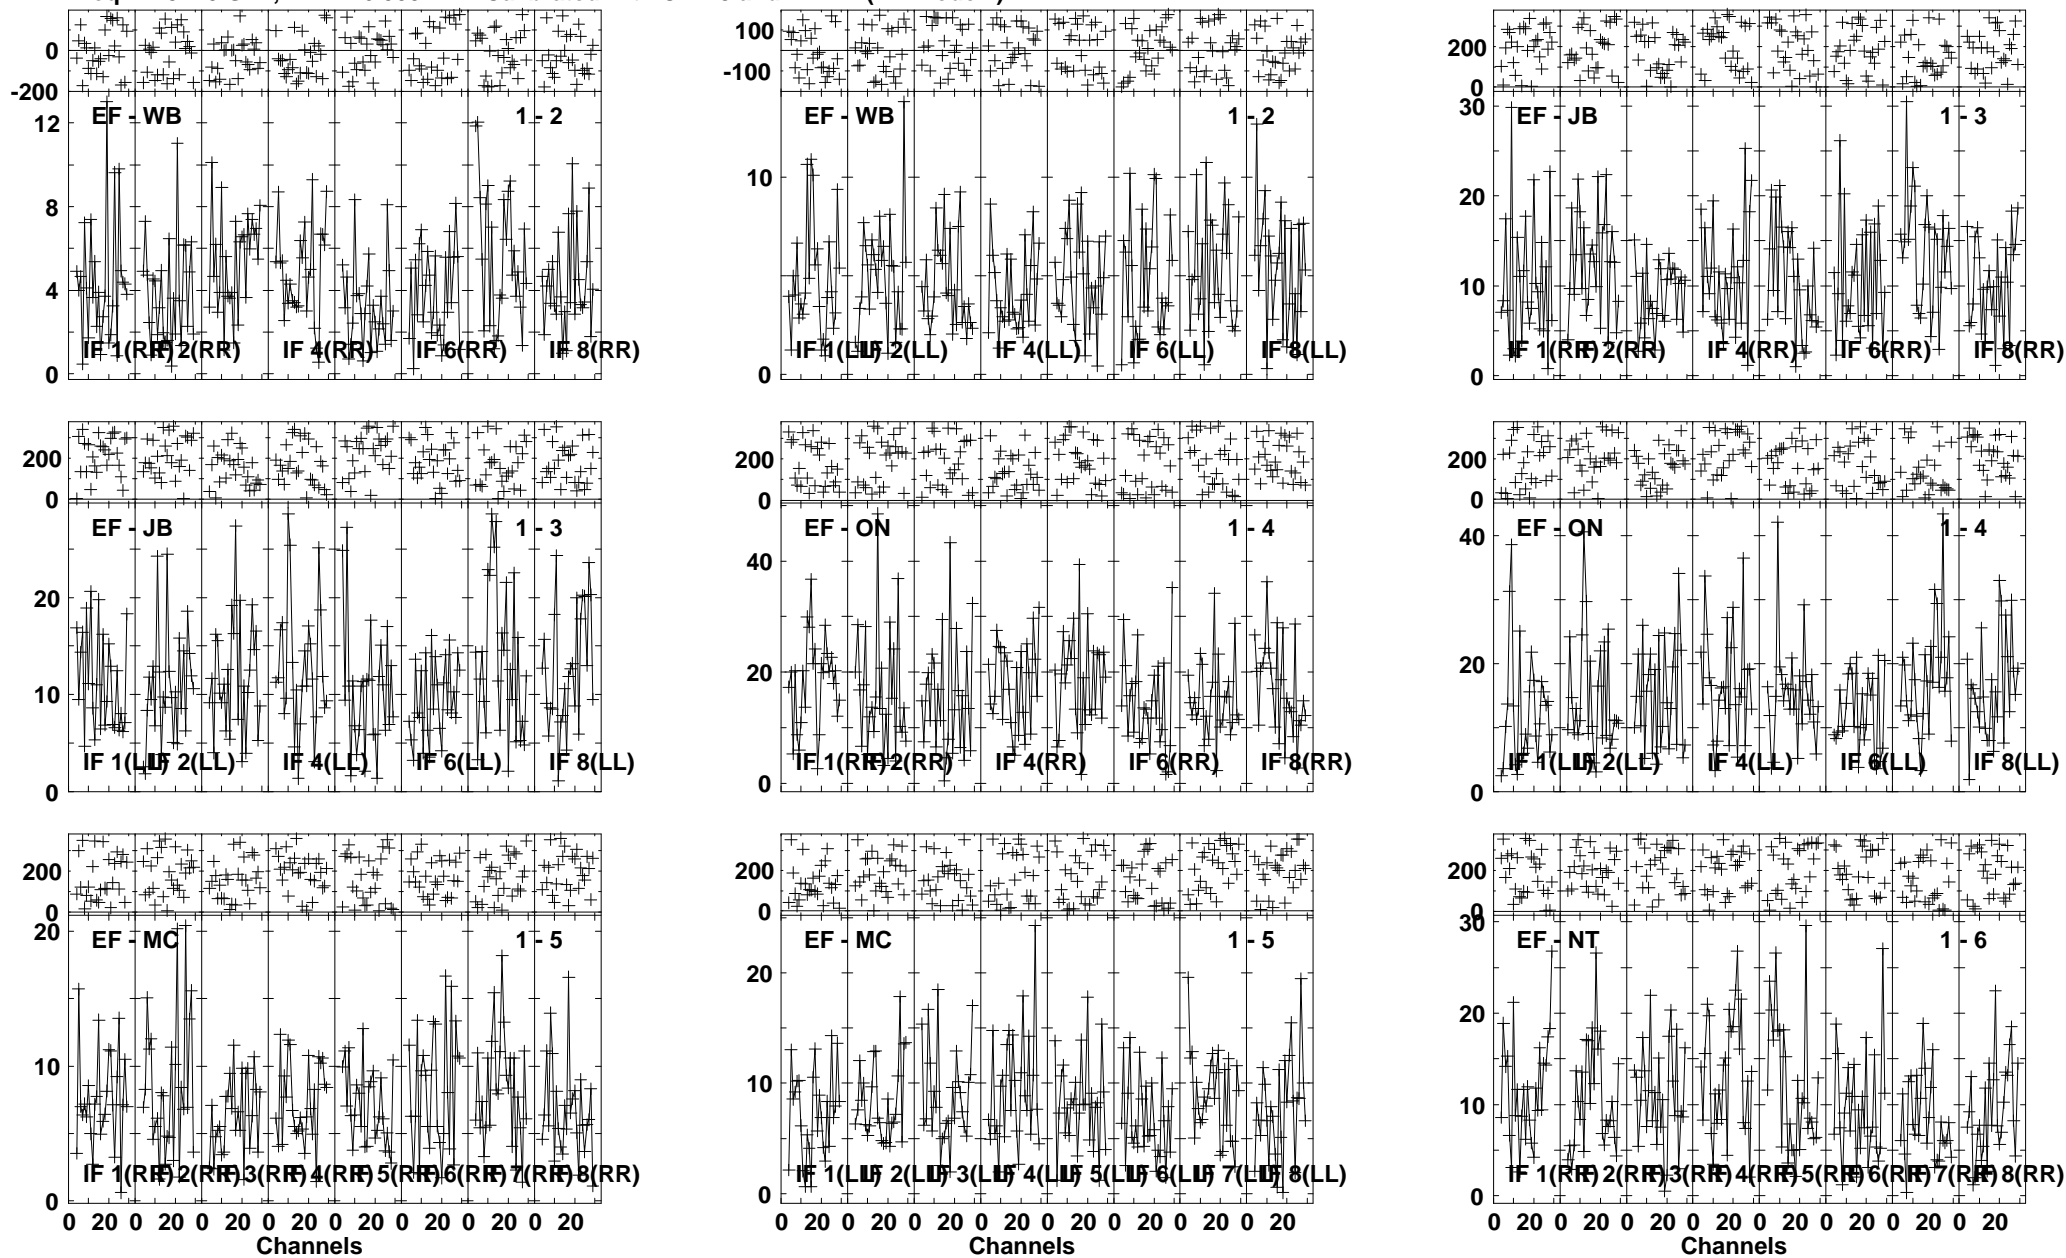 0
-200
EF - WB 1 - 2
12
8
4
0
IF 1(RR) IF 2(RR) IF 4(RR) IF 6(RR) IF 8(RR)
100
-100
EF - WB 1 - 2
10
0
IF 1(LL) IF 2(LL) IF 4(LL) IF 6(LL) IF 8(LL)
200
0
EF - JB 1 - 3
30
20
10
0
IF 1(RR) IF 2(RR) IF 4(RR) IF 6(RR) IF 8(RR)
200
0
EF - JB 1 - 3
20
10
0
IF 1(LL) IF 2(LL) IF 4(LL) IF 6(LL) IF 8(LL)
200
0
EF - ON 1 - 4
40
20
0
IF 1(RR) IF 2(RR) IF 4(RR) IF 6(RR) IF 8(RR)
200
0
EF - ON 1 - 4
40
20
0
IF 1(LL) IF 2(LL) IF 4(LL) IF 6(LL) IF 8(LL)
200
0
EF - MC 1 - 5
20
10
0
IF 1(RR) IF 2(RR) IF 3(RR) IF 4(RR) IF 5(RR) IF 6(RR) IF 7(RR) IF 8(RR)
0 20 0 20 0 20 0 20 0 20 0 20 0 20 0 20
Channels
200
0
EF - MC 1 - 5
20
10
0
IF 1(LL) IF 2(LL) IF 3(LL) IF 4(LL) IF 5(LL) IF 6(LL) IF 7(LL) IF 8(LL)
0 20 0 20 0 20 0 20 0 20 0 20 0 20 0 20
Channels
200
0
EF - NT 1 - 6
30
20
10
0
IF 1(RR) IF 2(RR) IF 3(RR) IF 4(RR) IF 5(RR) IF 6(RR) IF 7(RR) IF 8(RR)
0 20 0 20 0 20 0 20 0 20 0 20 0 20 0 20
Channels